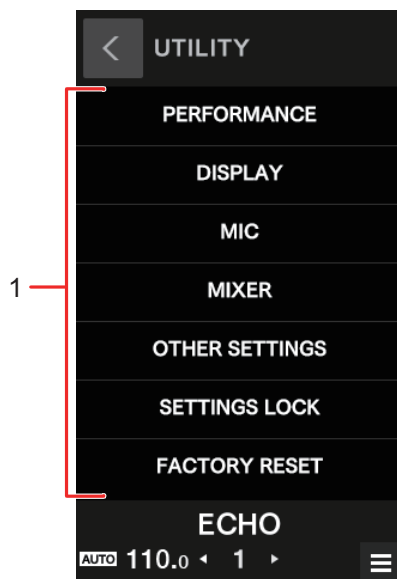 UTILITY
PERFORMANCE
DISPLAY
MIC
1
MIXER
OTHER SETTINGS
SETTINGS LOCK
FACTORY RESET
ECHO
AUTO 110.0 ◂ 1 ▸